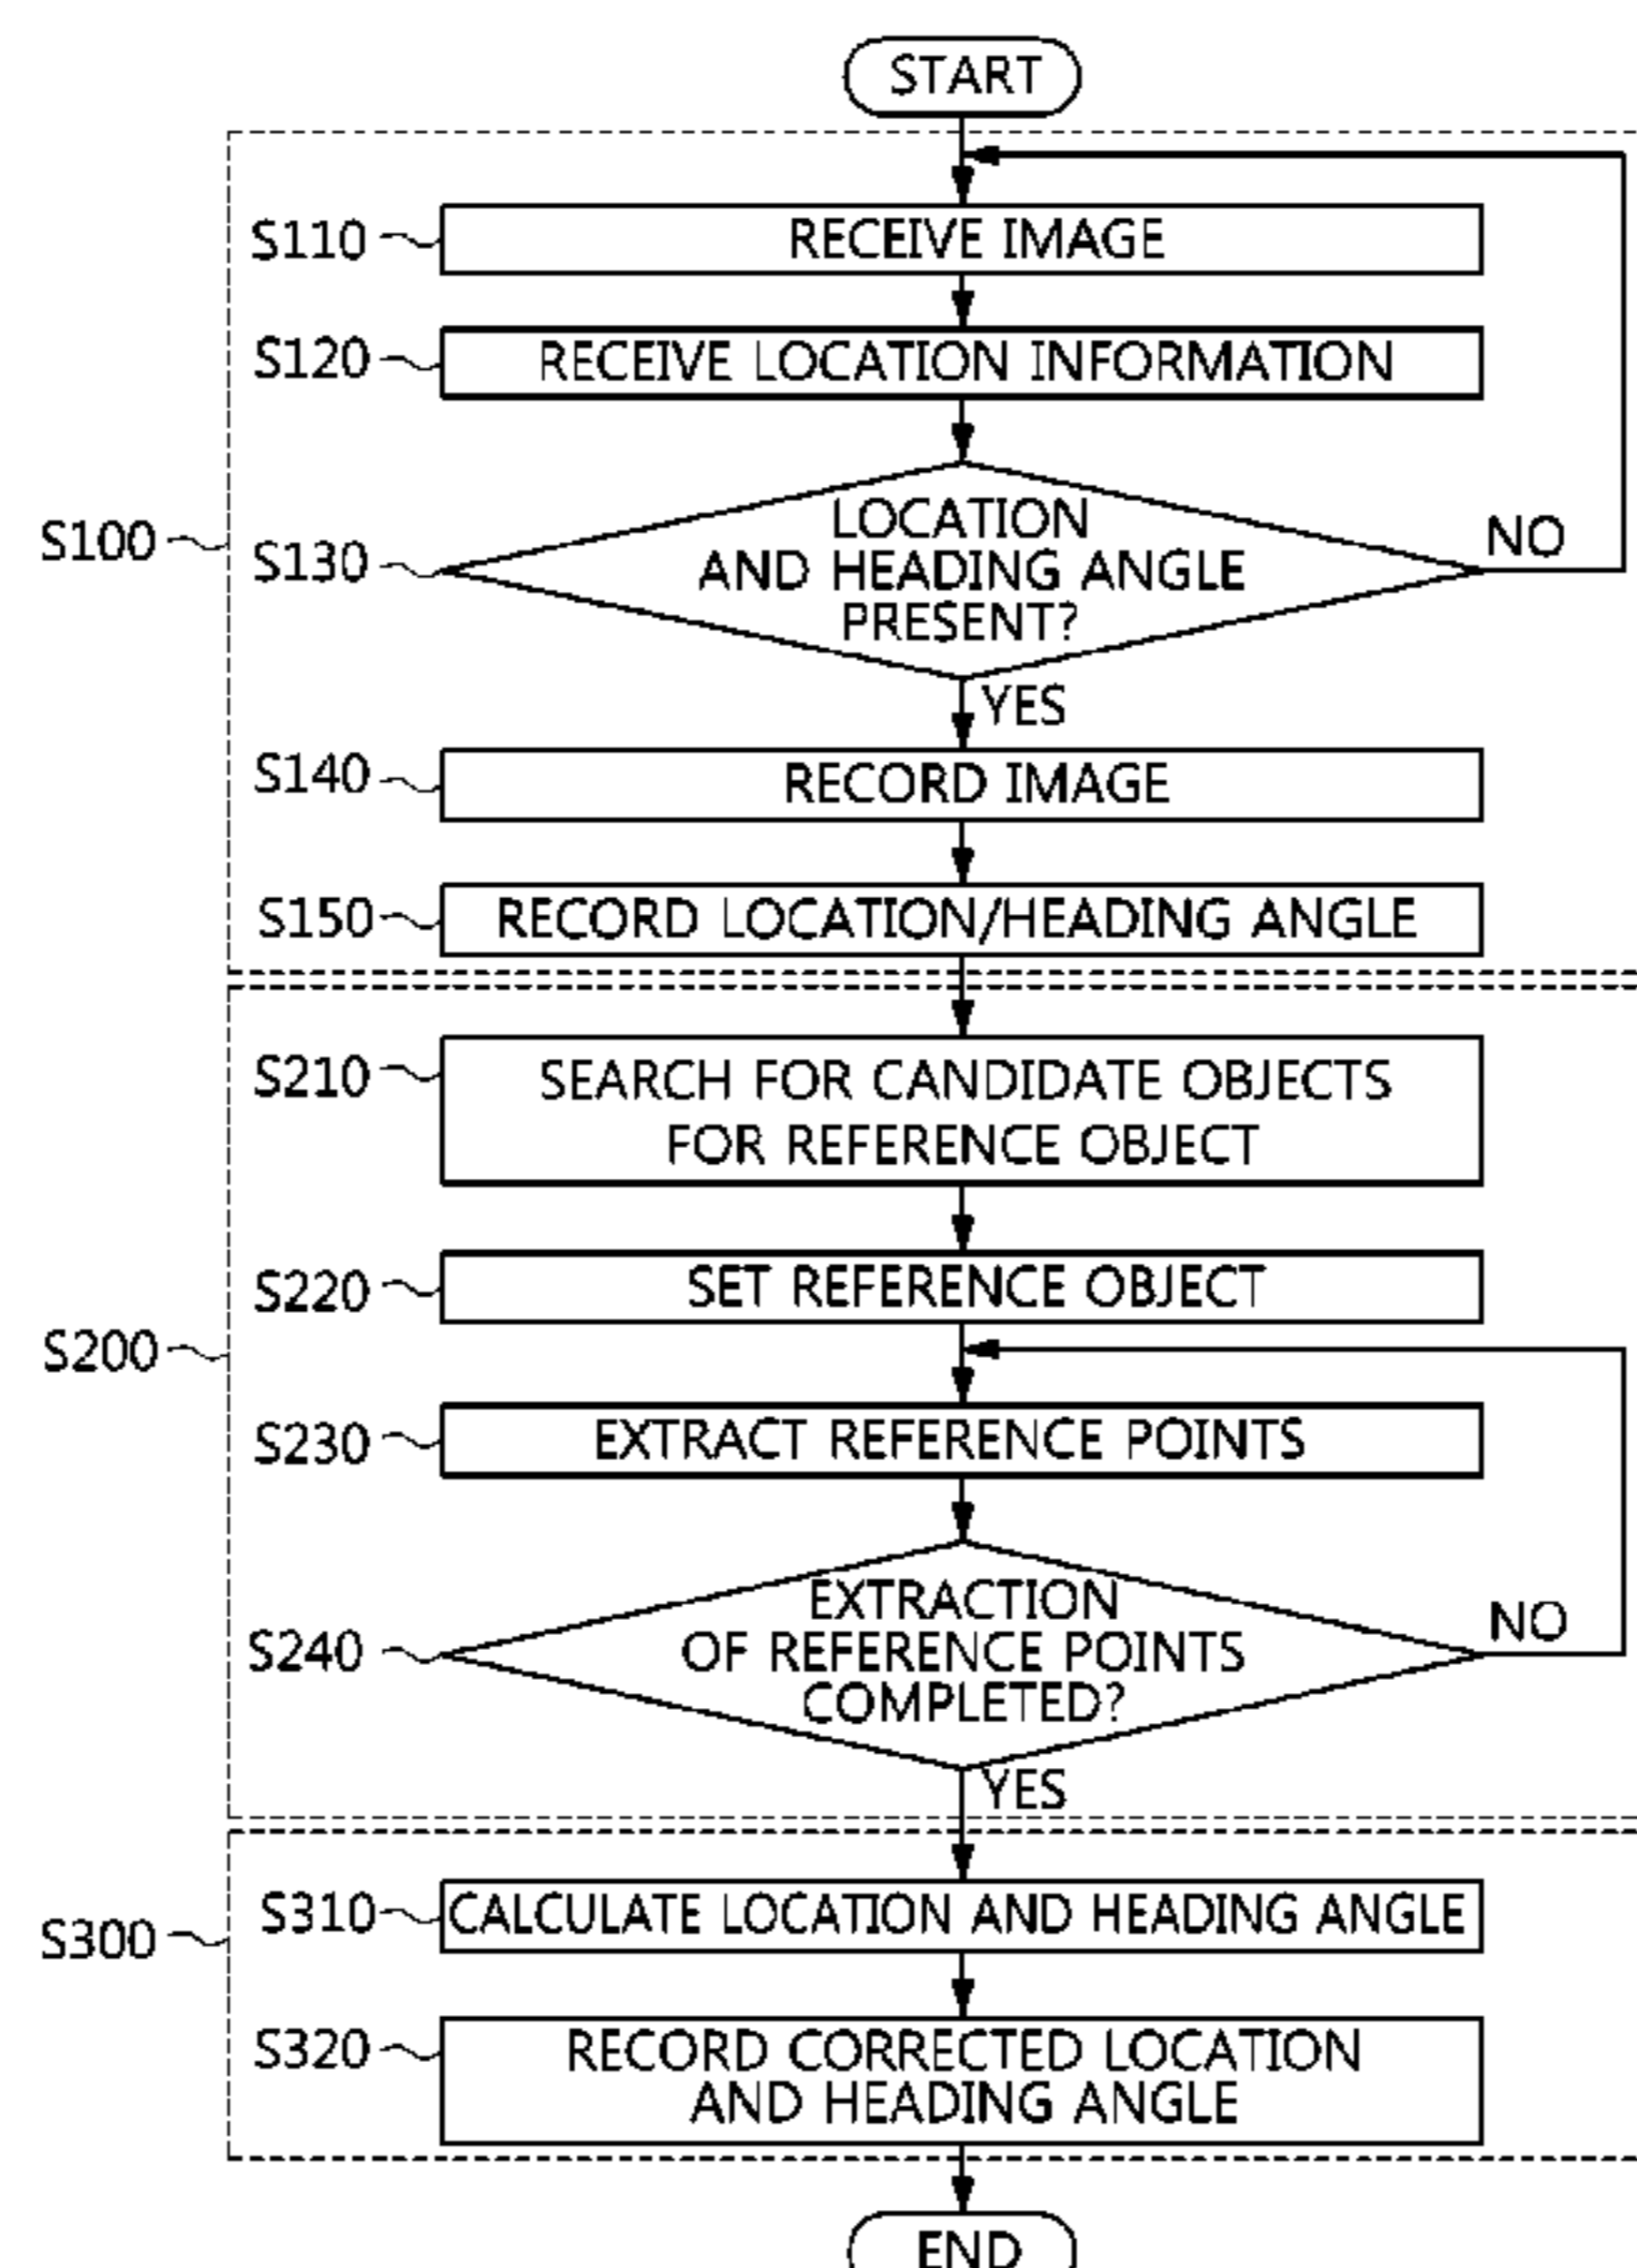 START
S110
RECEIVE IMAGE
S120
RECEIVE LOCATION INFORMATION
S100
S130
LOCATION
AND HEADING ANGLE
PRESENT?
NO
YES
S140
RECORD IMAGE
S150
RECORD LOCATION/HEADING ANGLE
S210
SEARCH FOR CANDIDATE OBJECTS
FOR REFERENCE OBJECT
S220
SET REFERENCE OBJECT
S200
S230
EXTRACT REFERENCE POINTS
S240
EXTRACTION
OF REFERENCE POINTS
COMPLETED?
NO
YES
S310
CALCULATE LOCATION AND HEADING ANGLE
S300
S320
RECORD CORRECTED LOCATION
AND HEADING ANGLE
END